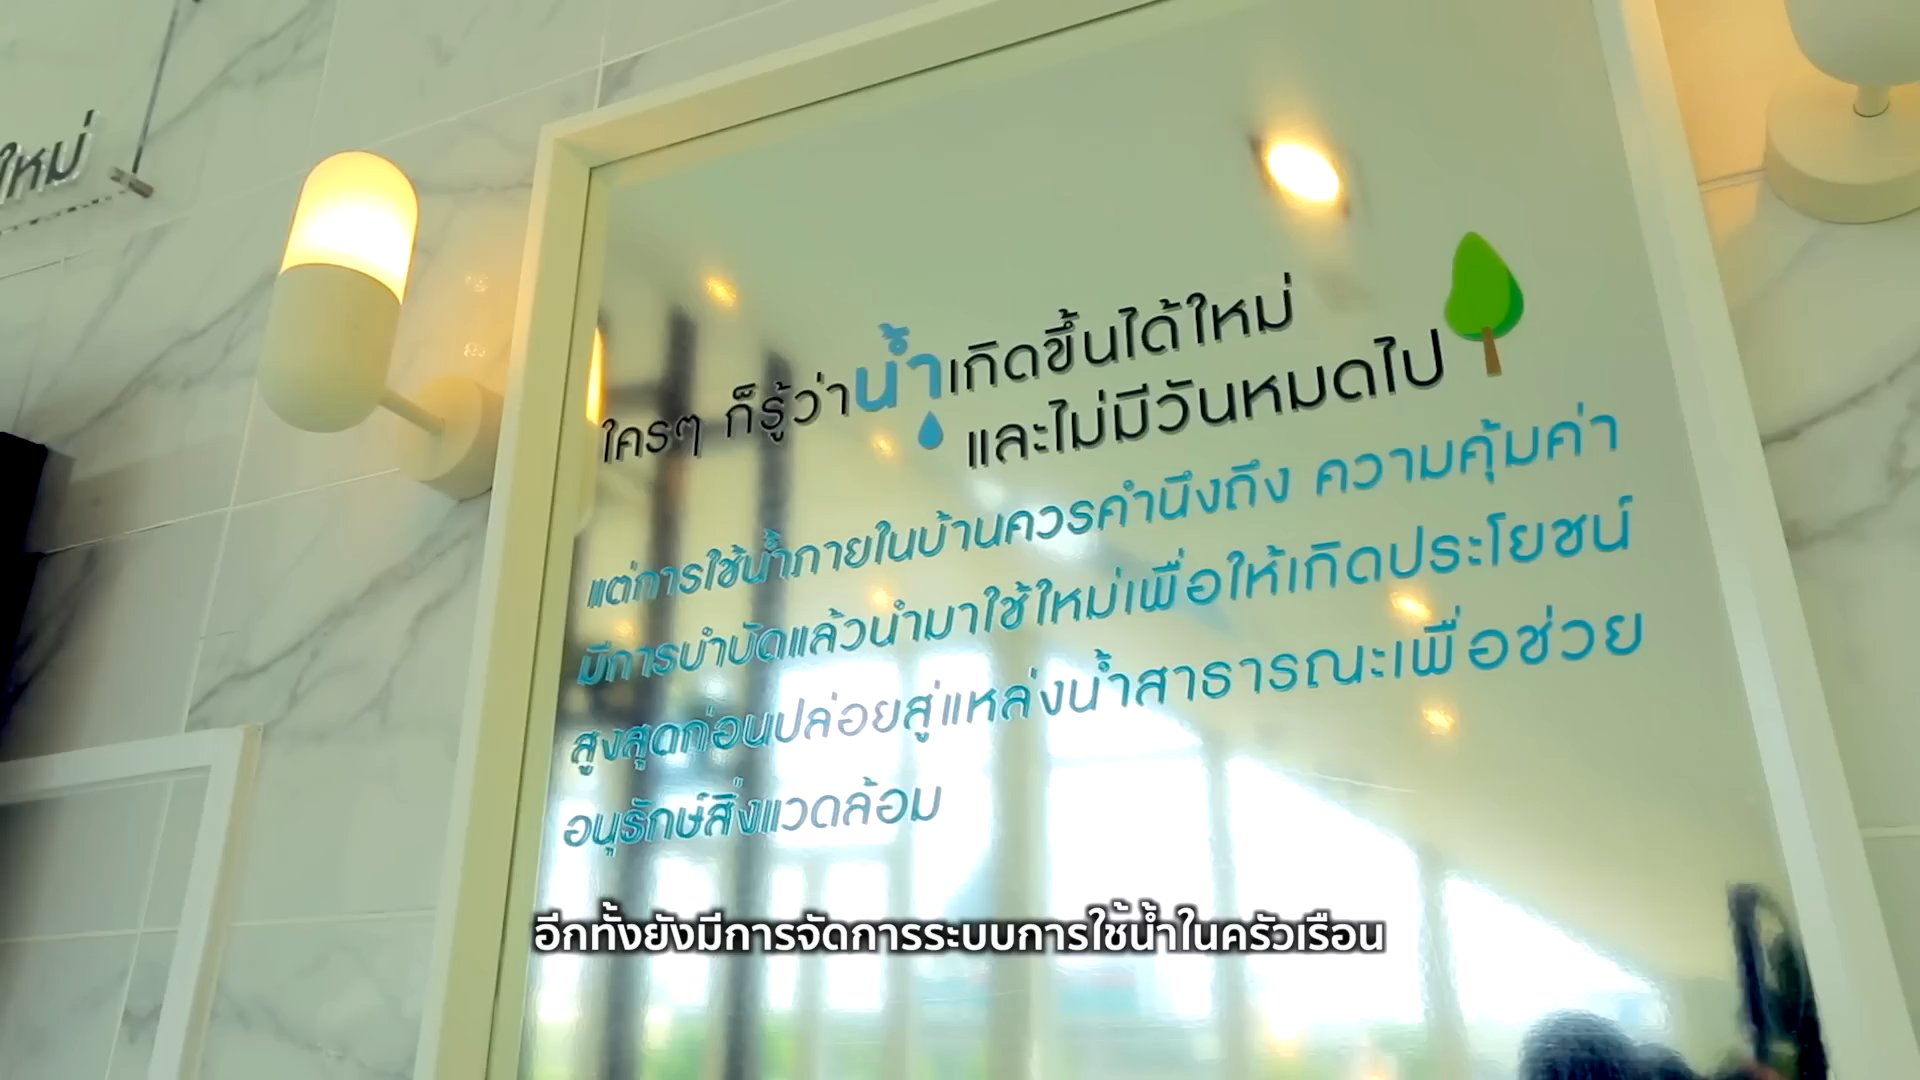 ใหม่
ใครๆ ก็รู้ว่าน้ำเกิดขึ้นได้ใหม่
และไม่มีวันหมดไป
แต่การใช้น้ำภายในบ้านควรคำนึงถึง ความคุ้มค่า
มีการบำบัดแล้วนำมาใช้ใหม่เพื่อให้เกิดประโยชน์
สูงสุดก่อนปล่อยสู่แหล่งน้ำสาธารณะเพื่อช่วย
อนุรักษ์สิ่งแวดล้อม
อีกทั้งยังมีการจัดการระบบการใช้น้ำในครัวเรือน